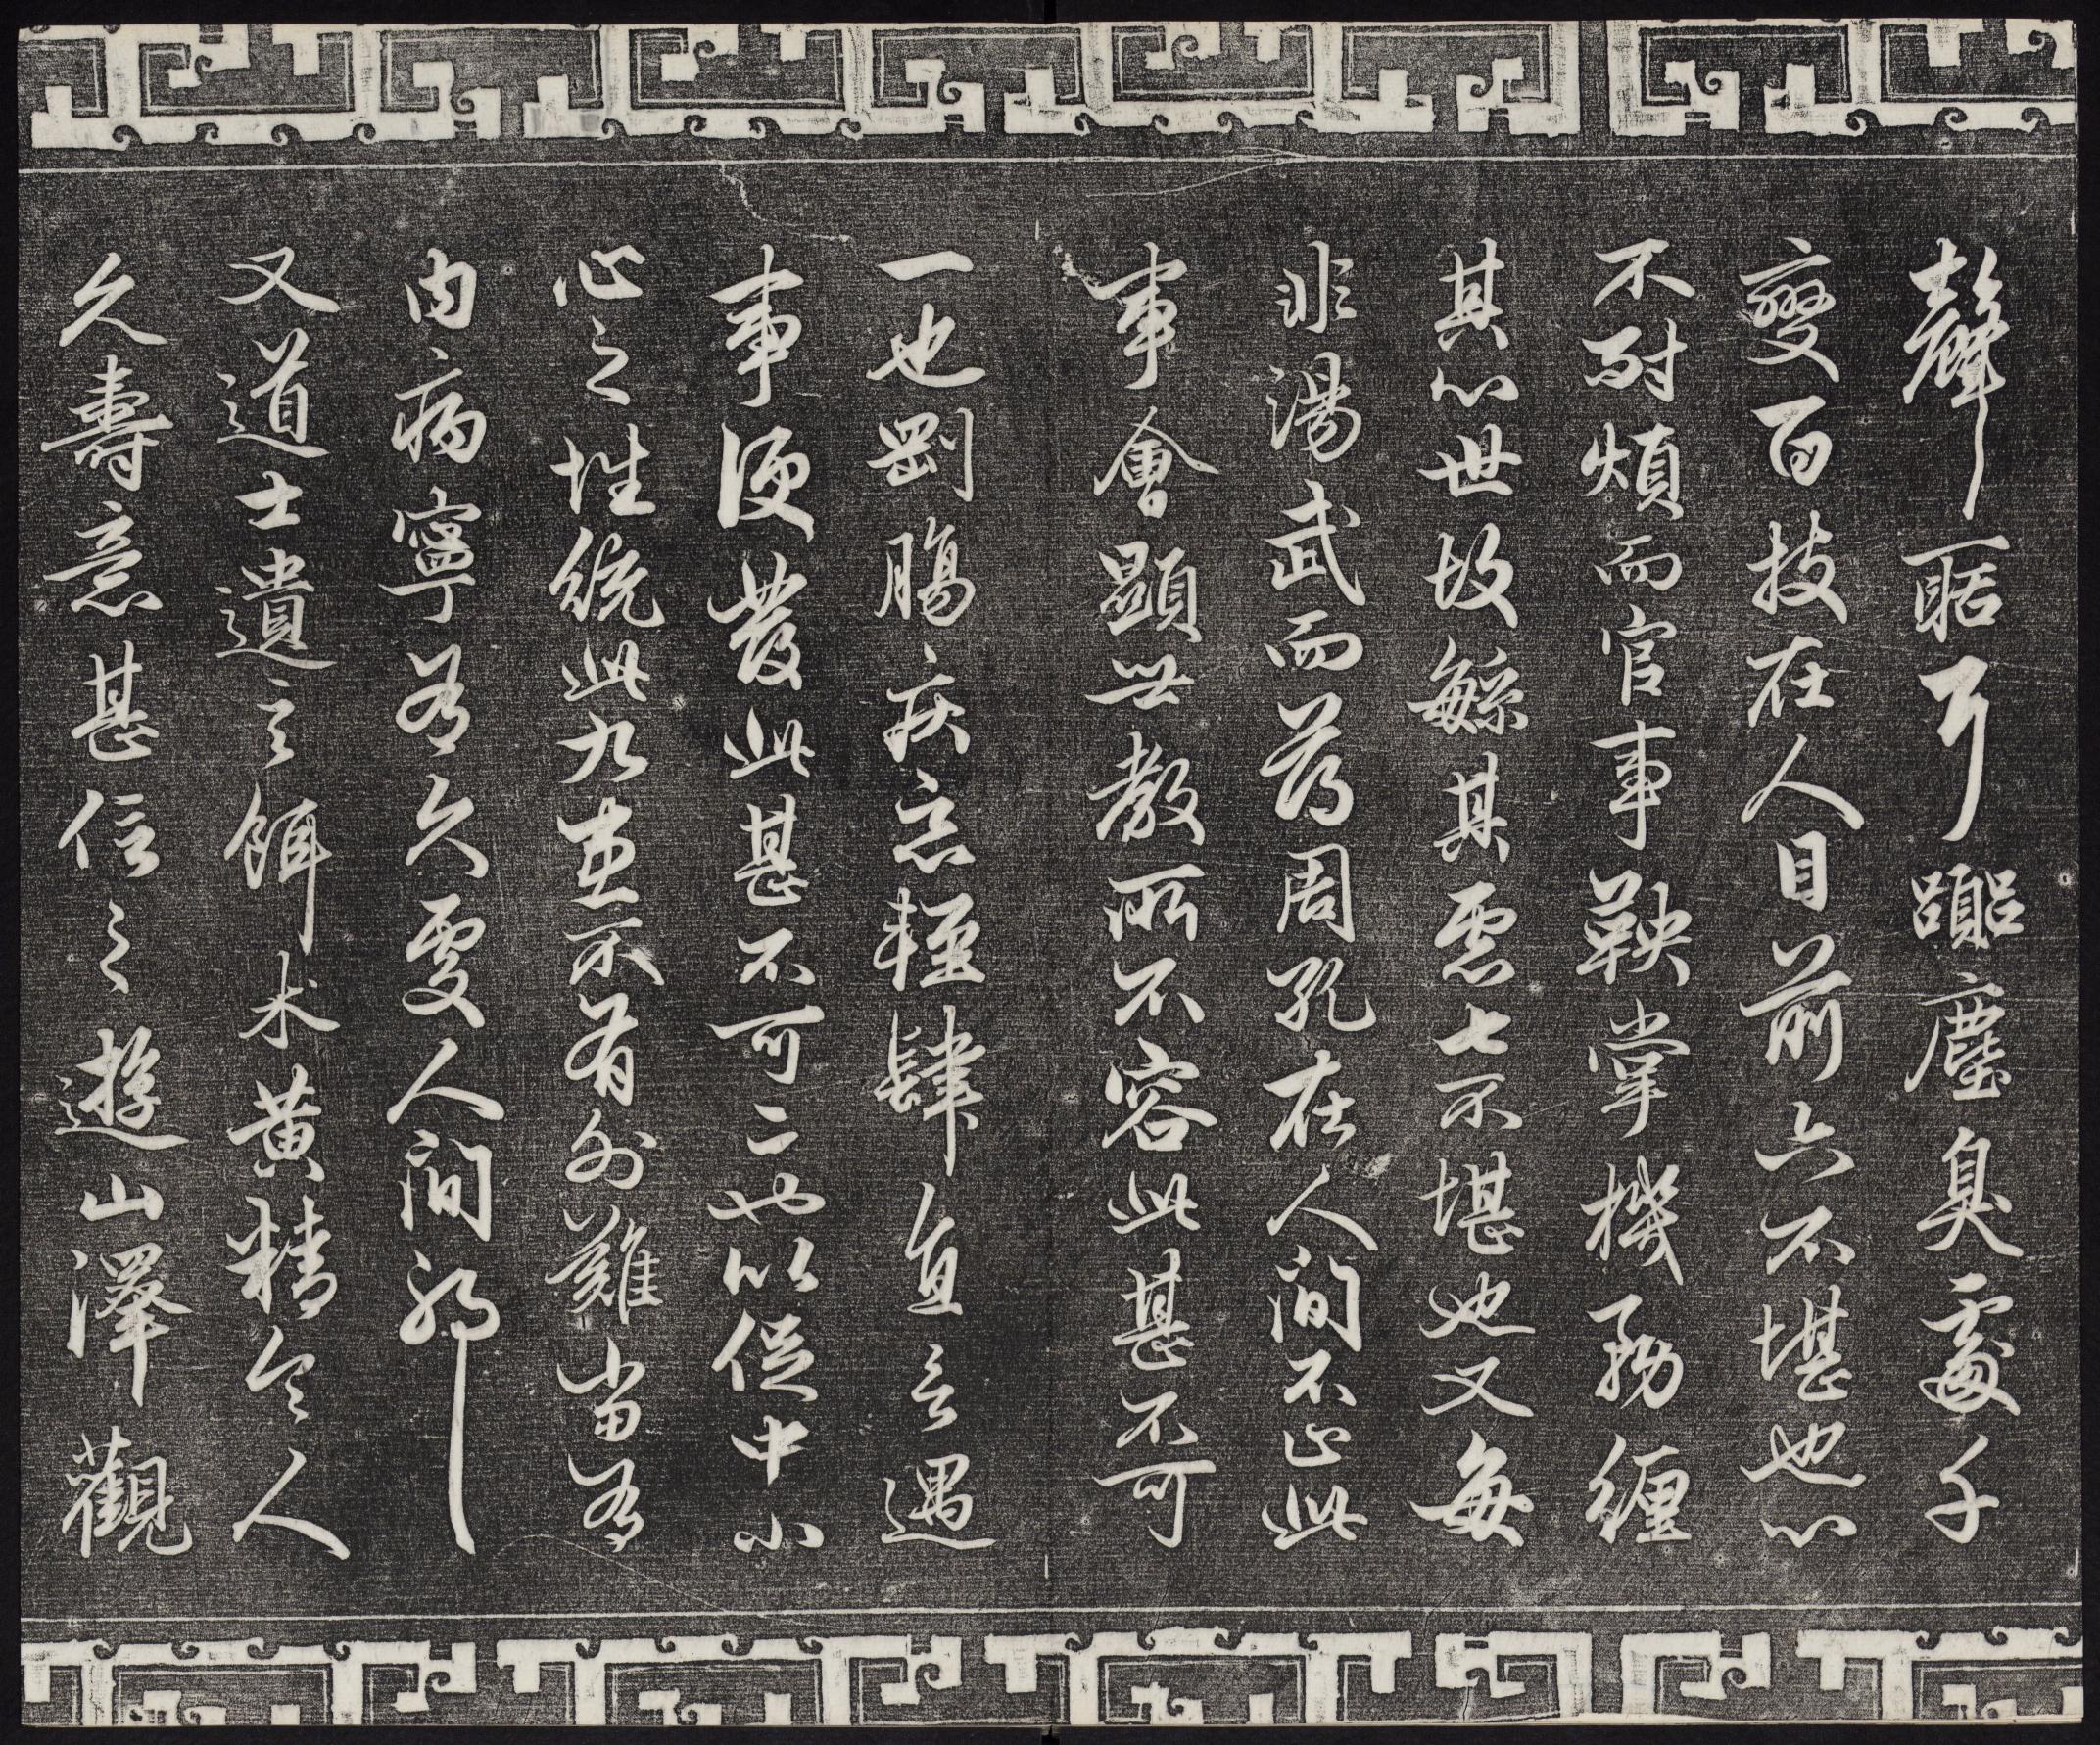 聲聒耳囂塵臭處千
變百技在人目前六不堪也心
不耐煩而官事鞅掌機務纏
其心世故繁其慮七不堪也又每
非湯武而薄周孔在人間不止此
事會顯世教所不容此甚不可
一也剛腸疾惡輕肆直言遇
事便發此甚不可二也以促中小
心之性統此九患不有外難當有
內病寧有久處人間邪
又道士遺之餌朮黃精令人
久壽意甚信之遊山澤觀